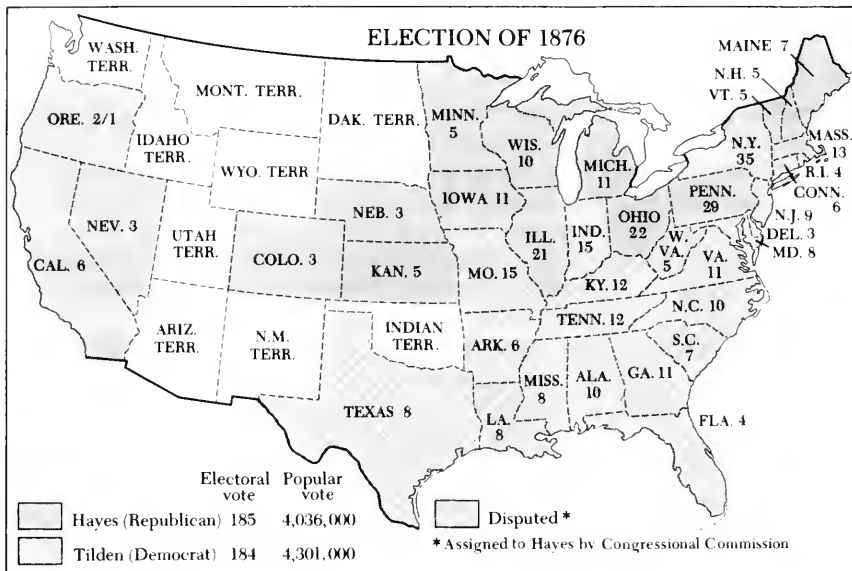 ELECTION OF 1876
WASH.
TERR.
MONT. TERR.
DAK. TERR.
MINN.
5
ORE. 2/1
IDAHO
TERR.
WYO. TERR
WIS.
10
MICH.
11
MAINE 7
N.H. 5
VT. 5
N.Y.
35
MASS.
13
R.I. 4
CONN.
6
NEV. 3
CAL. 6
UTAH
TERR.
COLO. 3
NEB. 3
KAN. 5
IOWA 11
MO. 15
ILL.
21
IND.
15
OHIO
22
PENN.
29
N.J. 9
DEL. 3
MD. 8
W.
VA.
5
VA.
11
KY. 12
TENN. 12
N.C. 10
S.C.
7
ARIZ.
TERR.
N.M.
TERR.
INDIAN
TERR.
ARK. 6
TEXAS 8
LA.
8
MISS.
8
ALA.
10
GA. 11
FLA. 4
Electoral vote Popular vote
Hayes (Republican) 185 4,036,000
Tilden (Democrat) 184 4,301,000
Disputed *
* Assigned to Hayes by Congressional Commission